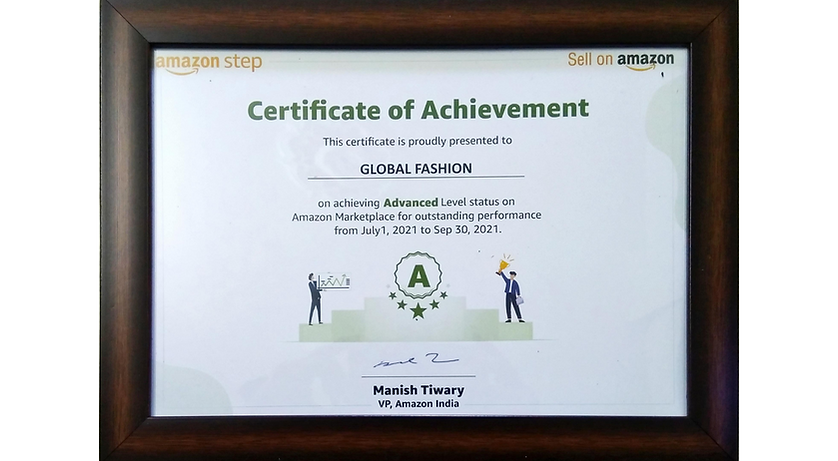 amazon step
Sell on amazon
Certificate of Achievement
This certificate is proudly presented to
GLOBAL FASHION
on achieving Advanced Level status on
Amazon Marketplace for outstanding performance
from July1, 2021 to Sep 30, 2021.
A
Manish Tiwary
VP, Amazon India